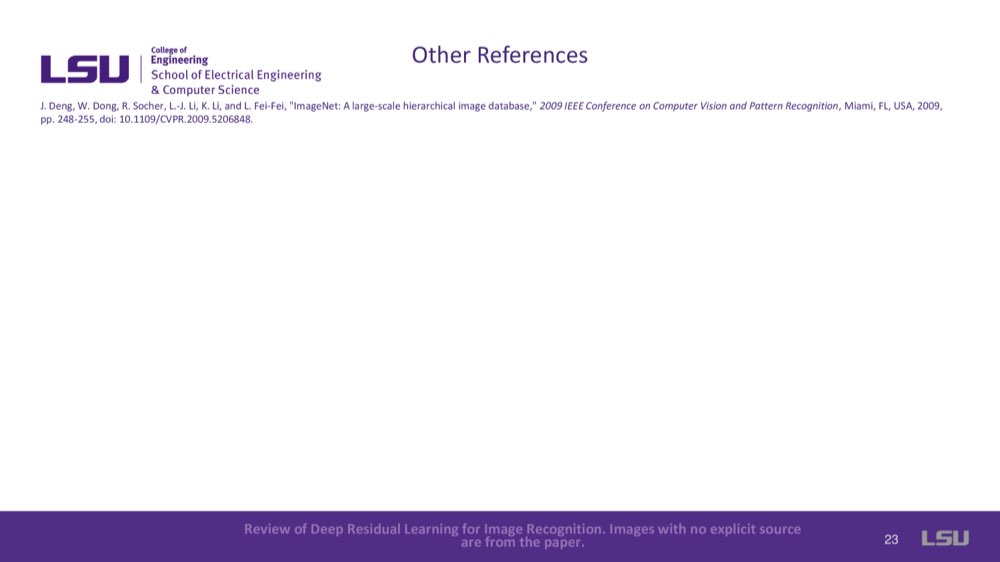 LSU
College of
Engineering
School of Electrical Engineering
& Computer Science
Other References
J. Deng, W. Dong, R. Socher, L.-J. Li, K. Li, and L. Fei-Fei, "ImageNet: A large-scale hierarchical image database," 2009 IEEE Conference on Computer Vision and Pattern Recognition, Miami, FL, USA, 2009,
pp. 248-255, doi: 10.1109/CVPR.2009.5206848.
Review of Deep Residual Learning for Image Recognition. Images with no explicit source
are from the paper.
23
LSU